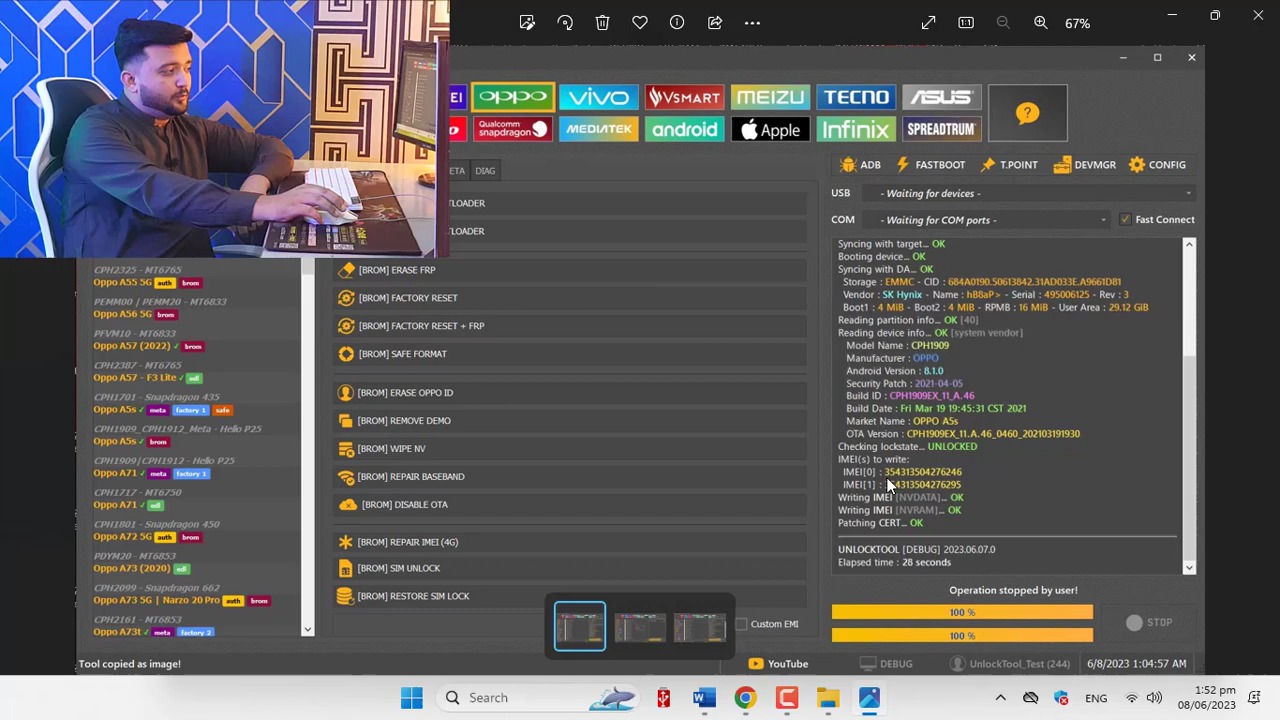 67%
EI
oppo
vivo
VSMART
MEIZU
TECNO
ASUS
Qualcomm snapdragon
MEDIATEK
android
Apple
Infinix
SPREADTRUM
?
ETA
DIAG
ADB
FASTBOOT
T.POINT
DEVMGR
CONFIG
USB
- Waiting for devices -
COM
- Waiting for COM ports -
Fast Connect
TLOADER
LOADER
CPH2325 - MT6765
Oppo A55 5G auth brom
PEMM00 | PEMM20 - MT6833
Oppo A56 5G brom
PFVM10 - MT6833
Oppo A57 (2022) ✓ brom
CPH2387 - MT6765
Oppo A57 - F3 Lite ✓ edl
CPH1701 - Snapdragon 435
Oppo A5s ✓ meta factory 1 safe
CPH1909_CPH1912_Meta - Helio P25
Oppo A5s ✓ brom
CPH1909|CPH1912 - Helio P25
Oppo A71 ✓ meta factory 1
CPH1717 - MT6750
Oppo A71 ✓ edl
CPH1801 - Snapdragon 450
Oppo A72 5G auth brom
PDYM20 - MT6853
Oppo A73 (2020) edl
CPH2099 - Snapdragon 662
Oppo A73 5G | Narzo 20 Pro auth brom
CPH2161 - MT6853
Oppo A73t ✓ meta factory 2
[BROM] ERASE FRP
[BROM] FACTORY RESET
[BROM] FACTORY RESET + FRP
[BROM] SAFE FORMAT
[BROM] ERASE OPPO ID
[BROM] REMOVE DEMO
[BROM] WIPE NV
[BROM] REPAIR BASEBAND
[BROM] DISABLE OTA
[BROM] REPAIR IMEI (4G)
[BROM] SIM UNLOCK
[BROM] RESTORE SIM LOCK
Syncing with target... OK
Booting device... OK
Syncing with DA... OK
Storage : EMMC - CID : 684A0190.50613842.31AD033E.A9661D81
Vendor : SK Hynix - Name : hB8aP> - Serial : 495006125 - Rev : 3
Boot1 : 4 MiB - Boot2 : 4 MiB - RPMB : 16 MiB - User Area : 29.12 GiB
Reading partition info... OK [40]
Reading device info... OK [system vendor]
Model Name : CPH1909
Manufacturer : OPPO
Android Version : 8.1.0
Security Patch : 2021-04-05
Build ID : CPH1909EX_11_A.46
Build Date : Fri Mar 19 19:45:31 CST 2021
Market Name : OPPO A5s
OTA Version : CPH1909EX_11.A.46_0460_202103191930
Checking lockstate... UNLOCKED
IMEI(s) to write:
IMEI[0] : 354313504276246
IMEI[1] : 4313504276295
Writing IMEI [NVDATA]... OK
Writing IMEI [NVRAM]... OK
Patching CERT... OK
UNLOCKTOOL [DEBUG] 2023.06.07.0
Elapsed time : 28 seconds
Operation stopped by user!
100 %
100 %
STOP
Custom EMI
Tool copied as image!
YouTube
DEBUG
UnlockTool_Test (244)
6/8/2023 1:04:57 AM
Search
ENG
1:52 pm
08/06/2023